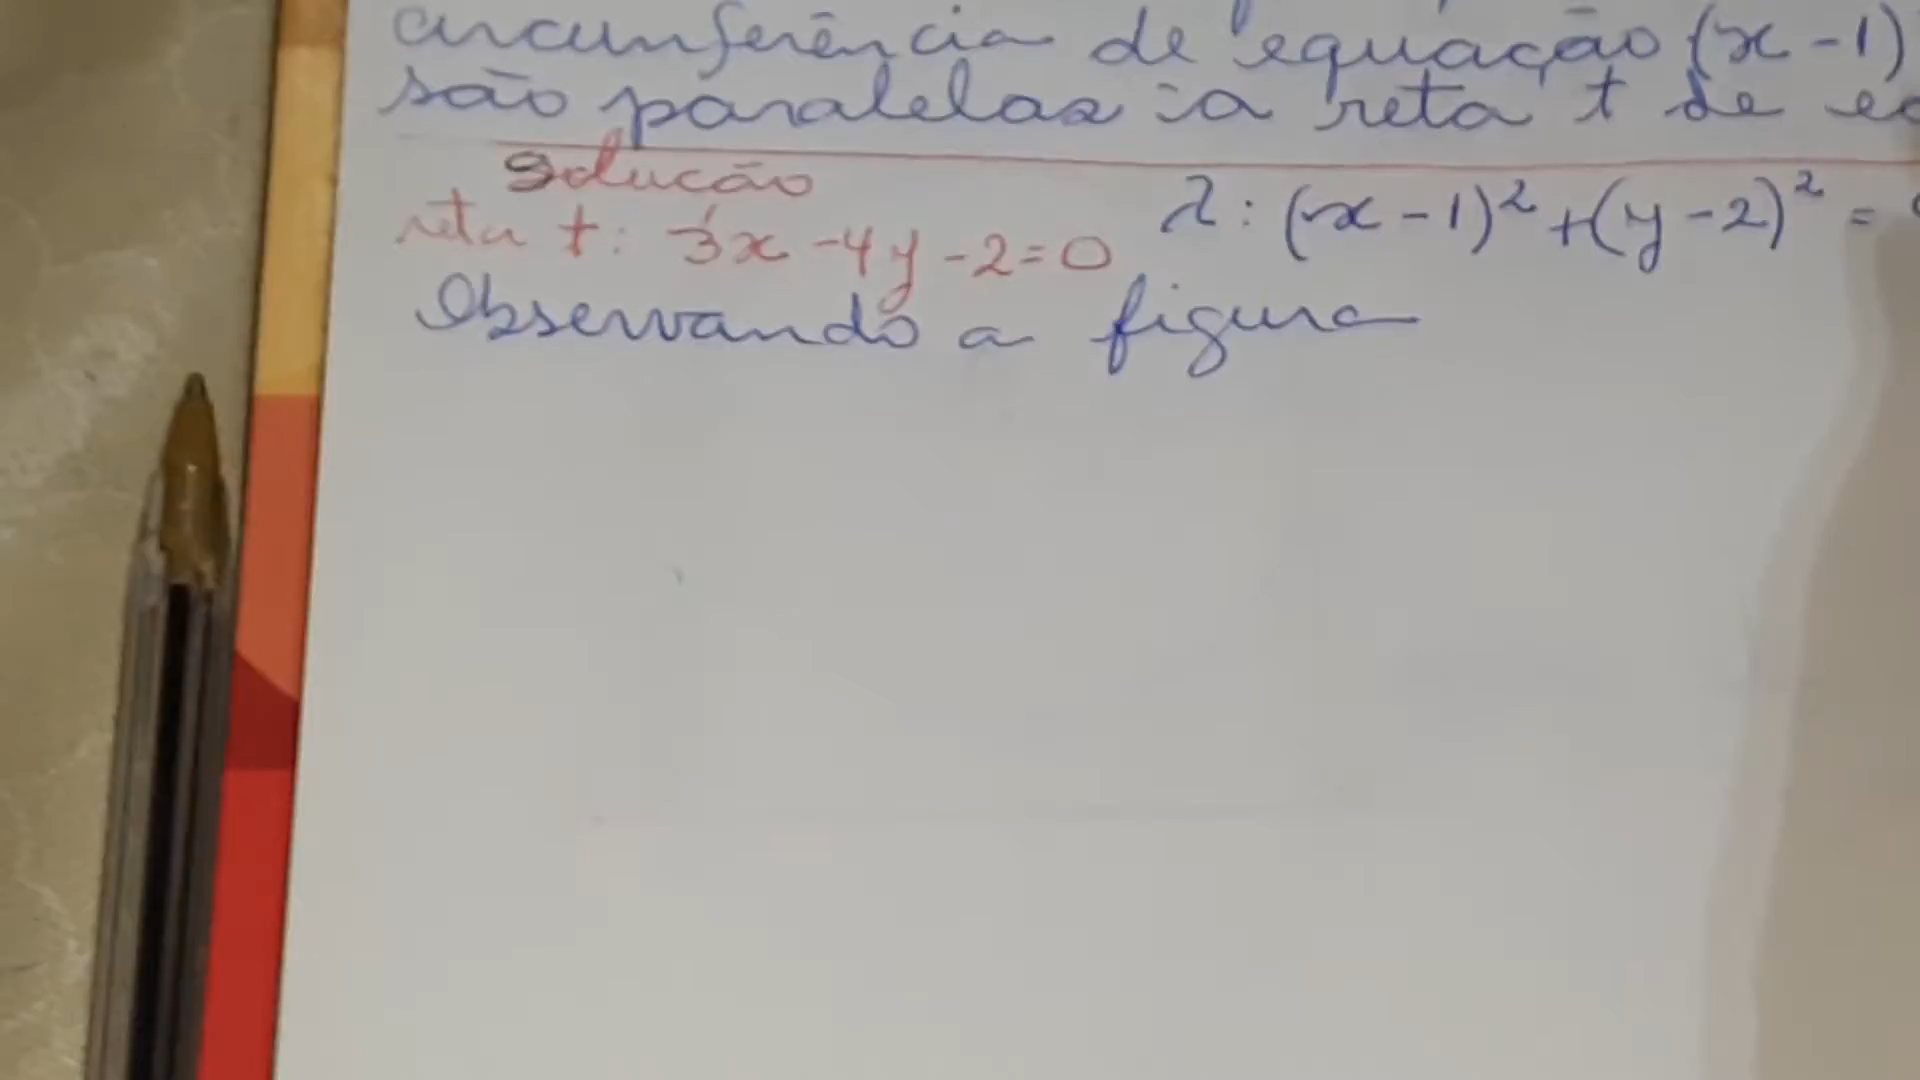 circunferência de equação (x-1)
são paralelas à reta t de
Solução
reta t: 3x-4y-2=0 λ: (x-1)²+(y-2)² =
Observando a figura